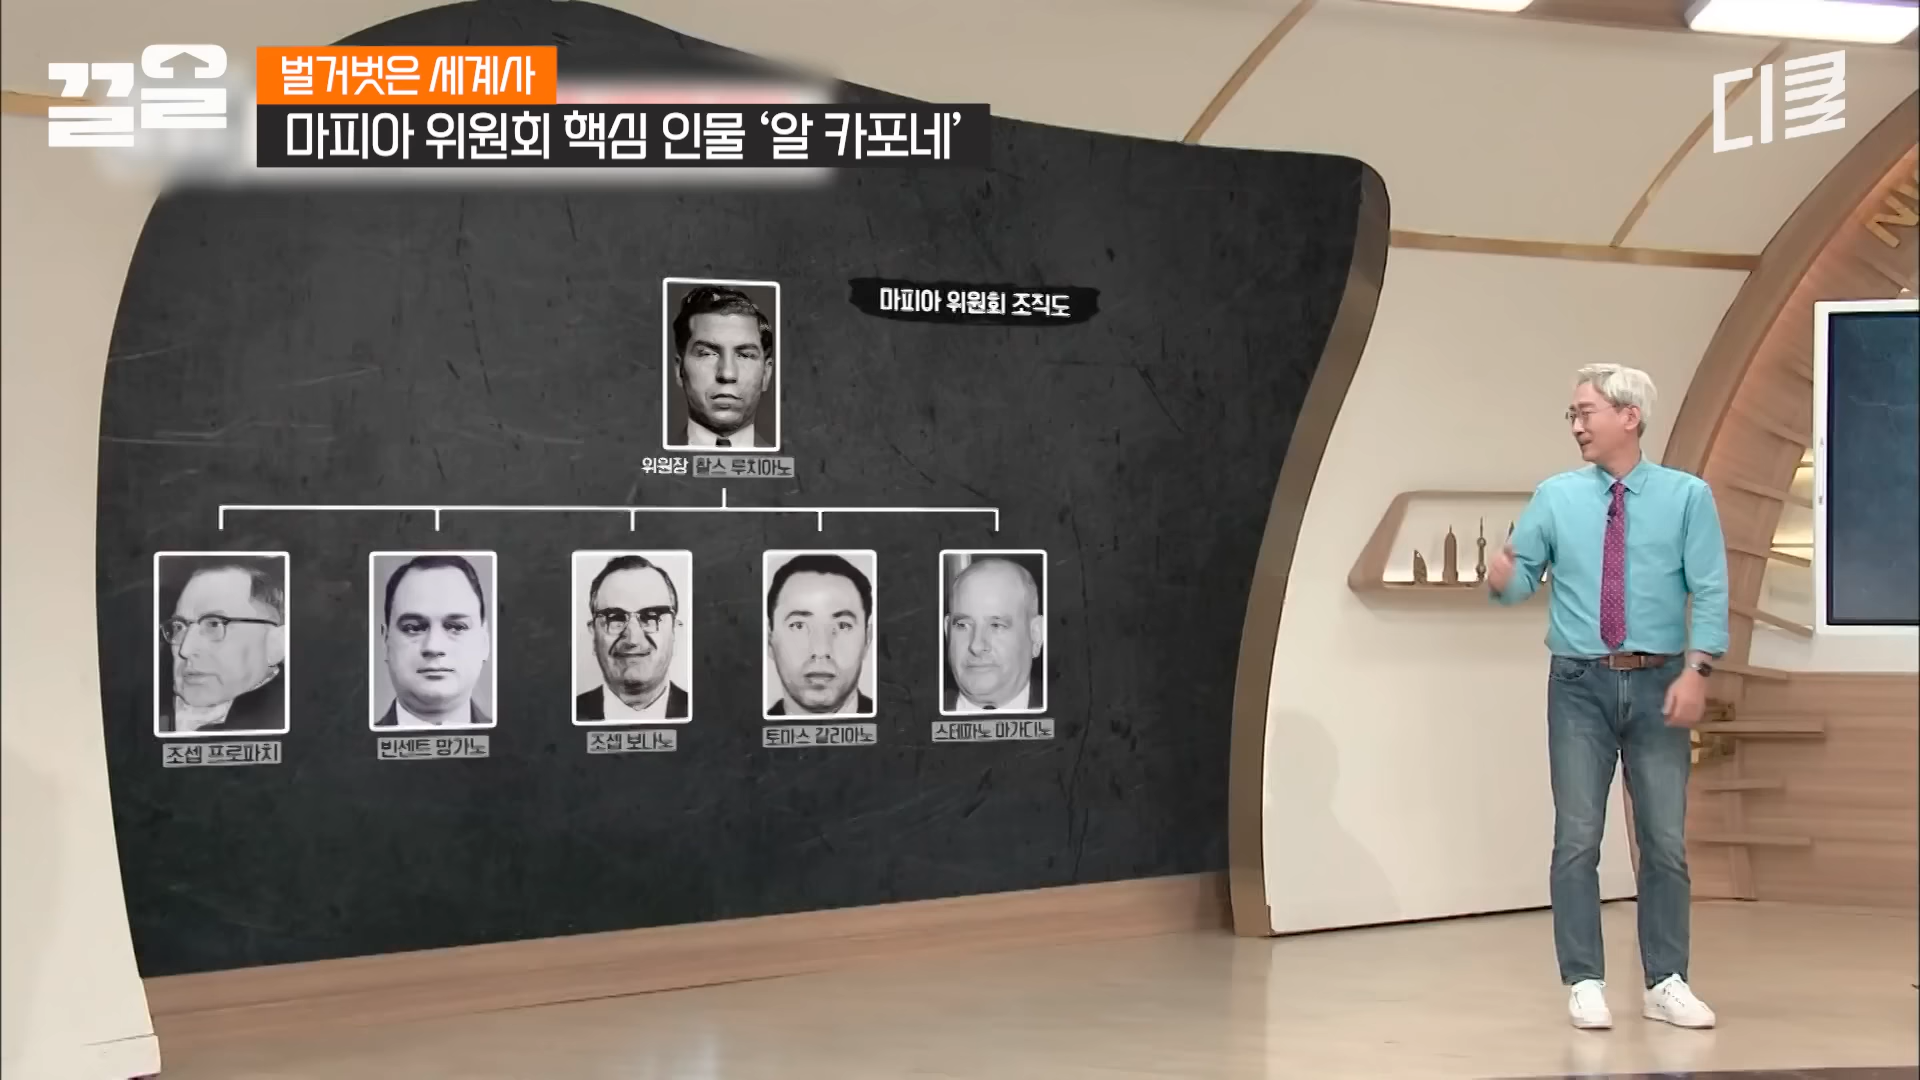 끌올
벌거벗은 세계사
마피아 위원회 핵심 인물 ‘알 카포네’
디글
마피아 위원회 조직도
위원장 찰스 루치아노
조셉 프로파치
빈센트 망가노
조셉 보나노
토마스 갈리아노
스테파노 마가디노